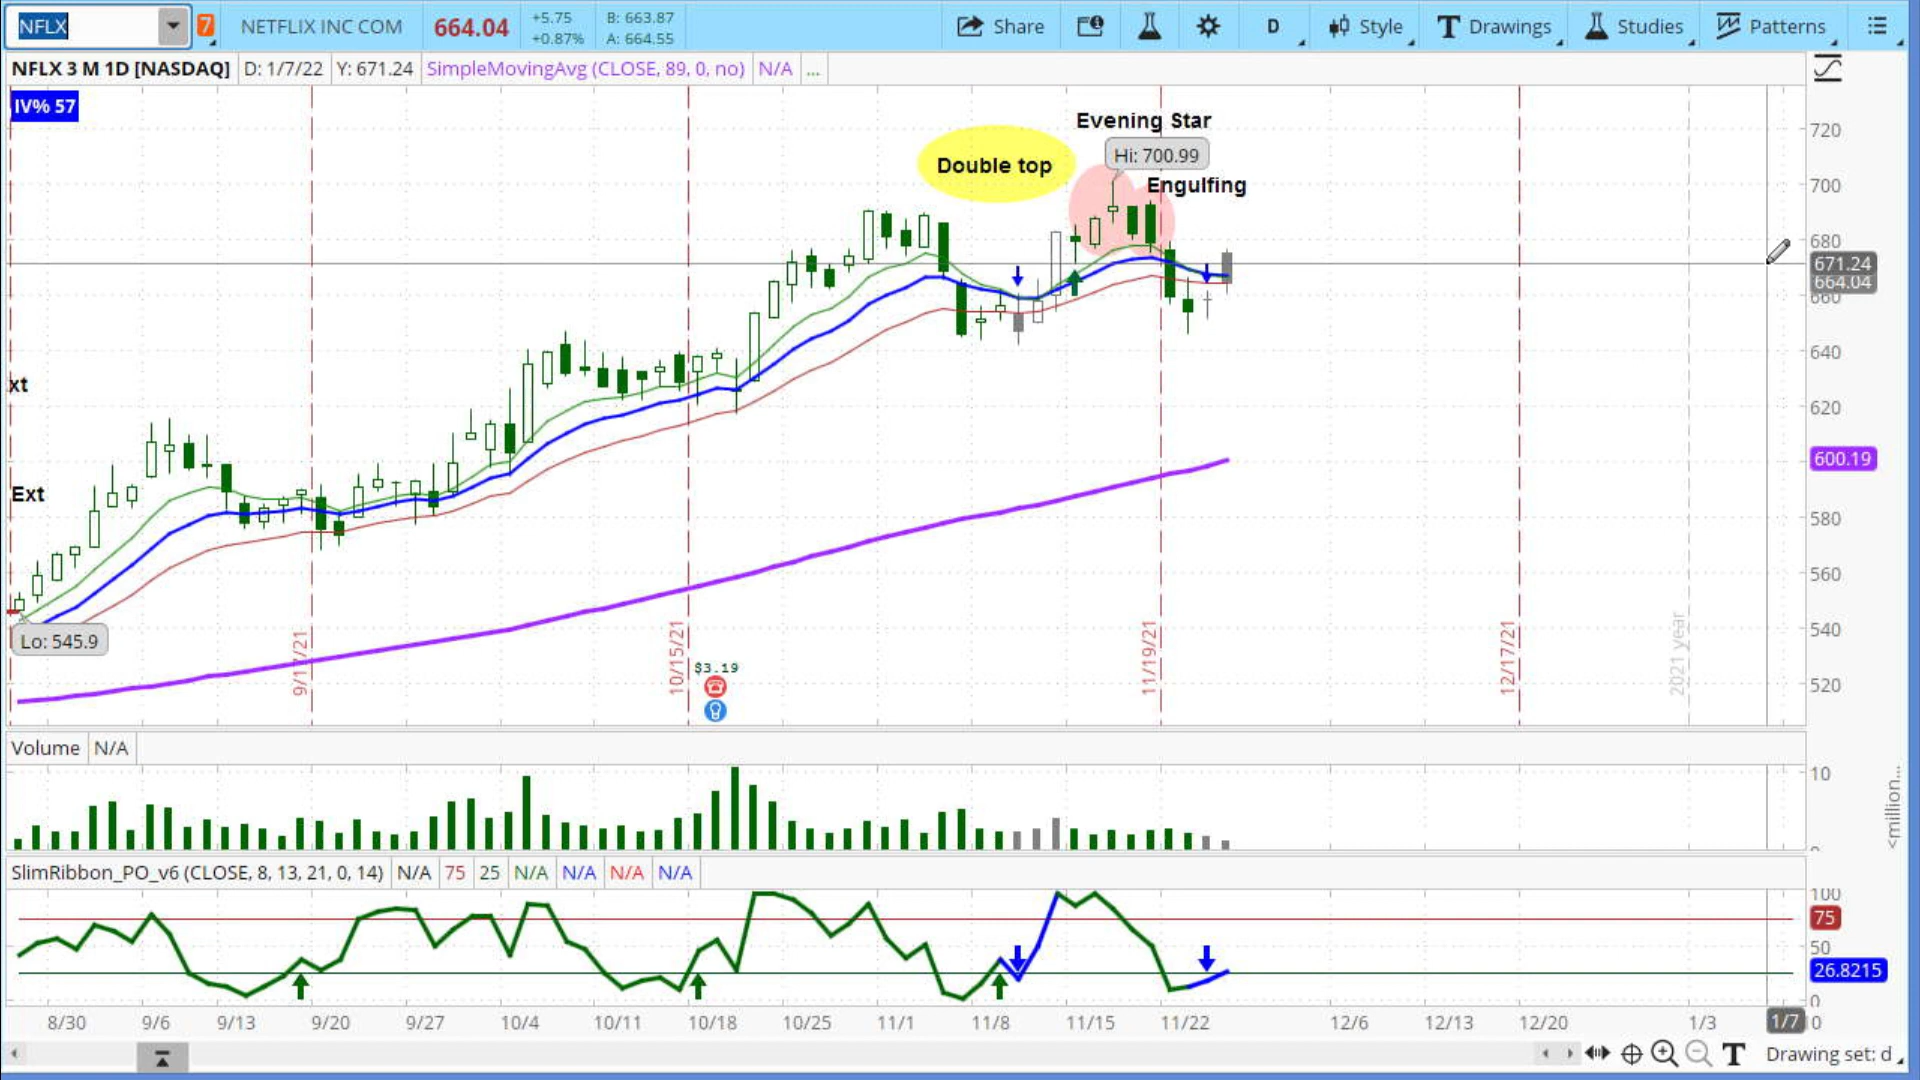 NFLX
7
NETFLIX INC COM
664.04
+5.75
+0.87%
B: 663.87
A: 664.55
Share
D
Style
Drawings
Studies
Patterns
NFLX 3 M 1D [NASDAQ]
D: 1/7/22
Y: 671.24
SimpleMovingAvg (CLOSE, 89, 0, no)
N/A
...
IV% 57
Evening Star
Hi: 700.99
Double top
Engulfing
720
700
680
671.24
664.04
660
640
620
600.19
580
560
540
520
xt
Ext
Lo: 545.9
9/17/21
10/15/21
$3.19
11/19/21
12/17/21
2021 year
Volume
N/A
10
<million...
SlimRibbon_PO_v6 (CLOSE, 8, 13, 21, 0, 14)
N/A
75
25
N/A
N/A
N/A
N/A
100
75
50
26.8215
0
8/30
9/6
9/13
9/20
9/27
10/4
10/11
10/18
10/25
11/1
11/8
11/15
11/22
12/6
12/13
12/20
1/3
1/7
0
T
Drawing set: d